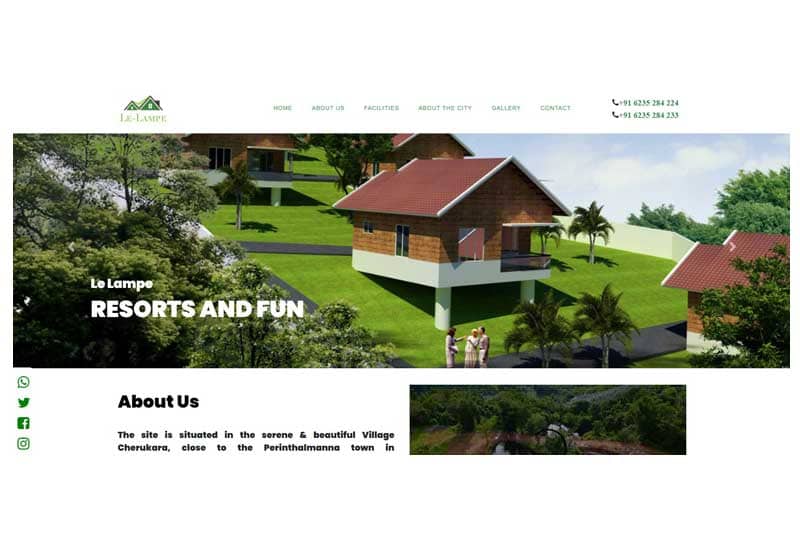 LE-LAMPE
HOME ABOUT US FACILITIES ABOUT THE CITY GALLERY CONTACT
+91 6235 284 224
+91 6235 284 233
Le Lampe
RESORTS AND FUN
About Us
The site is situated in the serene & beautiful Village
Cherukara, close to the Perinthalmanna town in